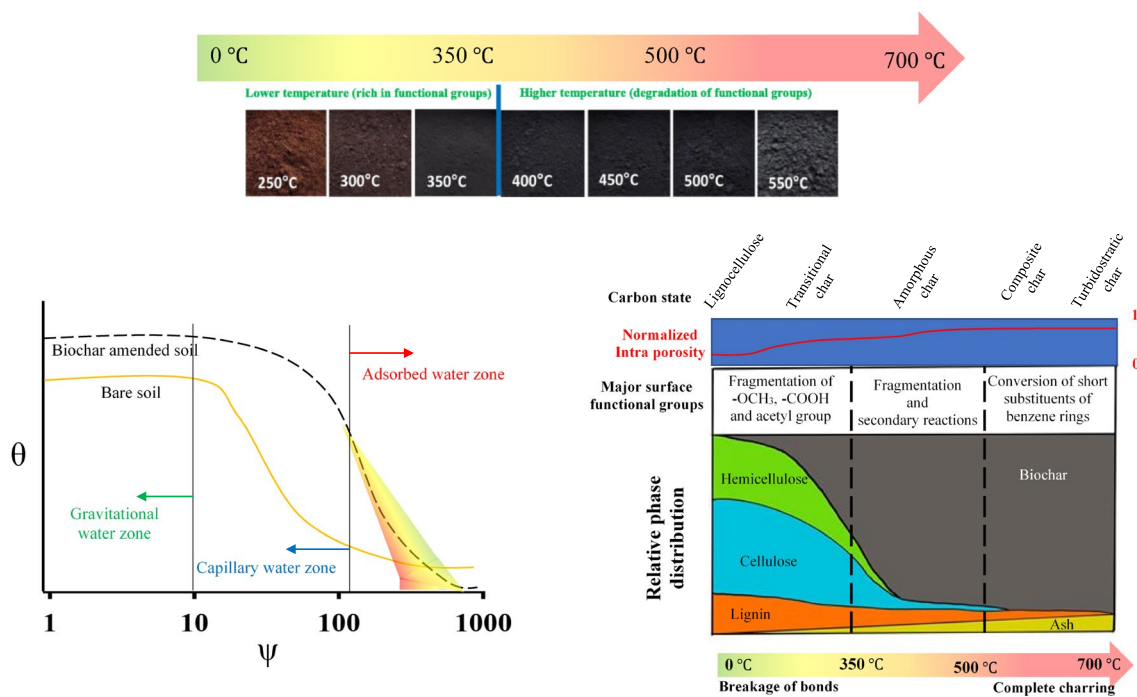 0 ℃ 350 ℃ 500 ℃ 700 ℃
Lower temperature (rich in functional groups) Higher temperature (degradation of functional groups)
250°C 300°C 350°C 400°C 450°C 500°C 550°C
Biochar amended soil
Bare soil
Adsorbed water zone
Gravitational
water zone
Capillary water zone
θ
1 10 100 1000
ψ
Carbon state
Lignocellulose
Transitional
char
Amorphous
char
Composite
char
Turbidostratic
char
Normalized
Intra porosity
1
0
Major surface
functional groups
Fragmentation of
-OCH₃, -COOH
and acetyl group
Fragmentation
and
secondary reactions
Conversion of short
substituents of
benzene rings
Relative phase
distribution
Hemicellulose
Cellulose
Lignin
Biochar
Ash
0 ℃ 350 ℃ 500 ℃ 700 ℃
Breakage of bonds Complete charring